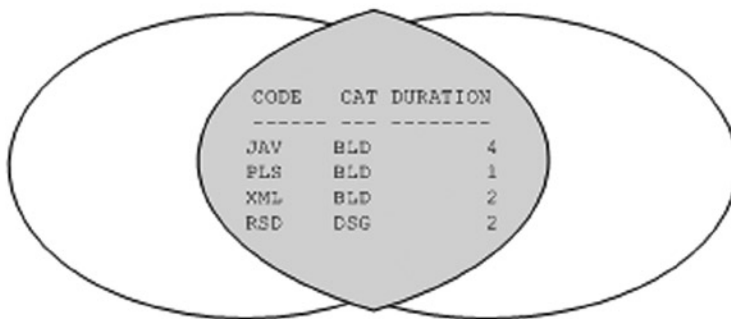 CODE CAT DURATION
------ --- --------
JAV BLD 4
PLS BLD 1
XML BLD 2
RSD DSG 2